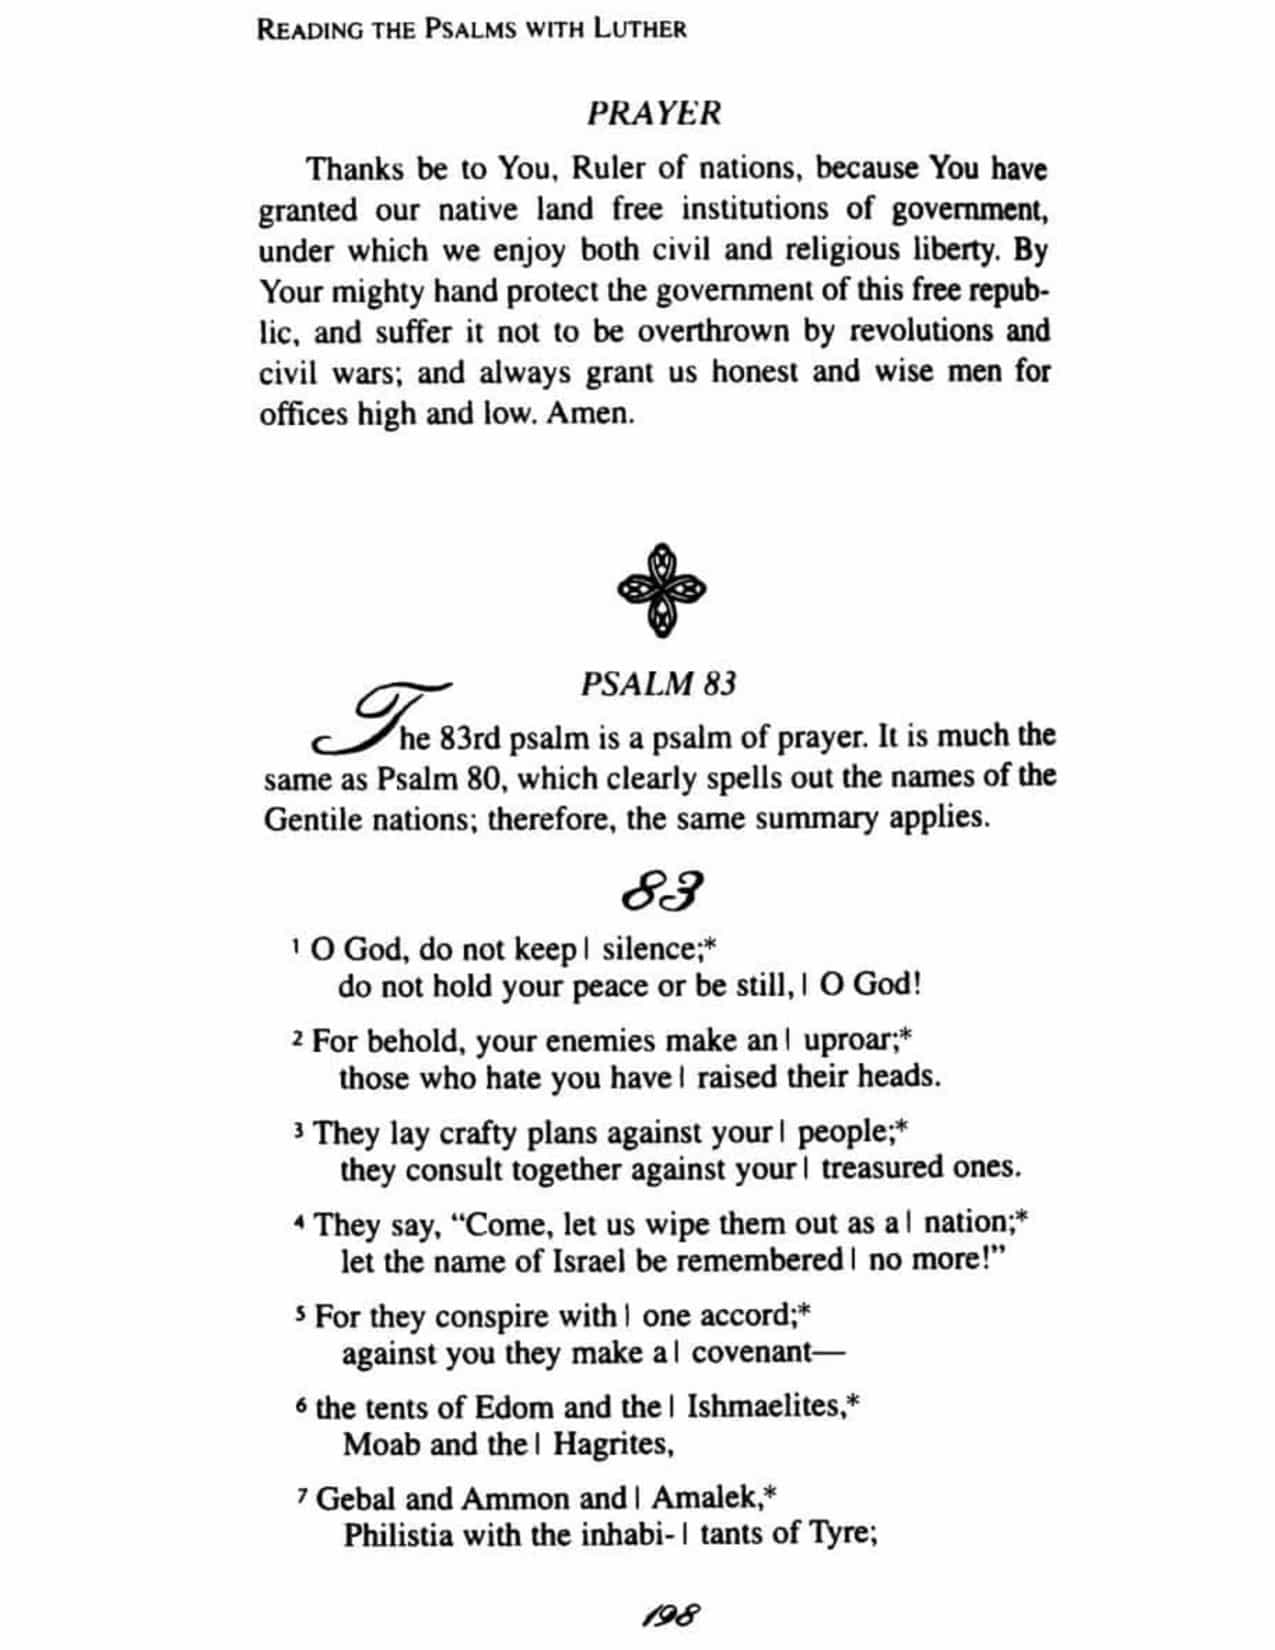 READING THE PSALMS WITH LUTHER
PRAYER
Thanks be to You, Ruler of nations, because You have
granted our native land free institutions of government,
under which we enjoy both civil and religious liberty. By
Your mighty hand protect the government of this free repub-
lic, and suffer it not to be overthrown by revolutions and
civil wars; and always grant us honest and wise men for
offices high and low. Amen.
PSALM 83
The 83rd psalm is a psalm of prayer. It is much the
same as Psalm 80, which clearly spells out the names of the
Gentile nations; therefore, the same summary applies.
83
1 O God, do not keep| silence;*
do not hold your peace or be still,| O God!
2 For behold, your enemies make an| uproar;*
those who hate you have| raised their heads.
3 They lay crafty plans against your| people;*
they consult together against your| treasured ones.
4 They say, “Come, let us wipe them out as a| nation;*
let the name of Israel be remembered| no more!”
5 For they conspire with| one accord;*
against you they make a| covenant—
6 the tents of Edom and the| Ishmaelites,*
Moab and the| Hagrites,
7 Gebal and Ammon and| Amalek,*
Philistia with the inhabi-| tants of Tyre;
198